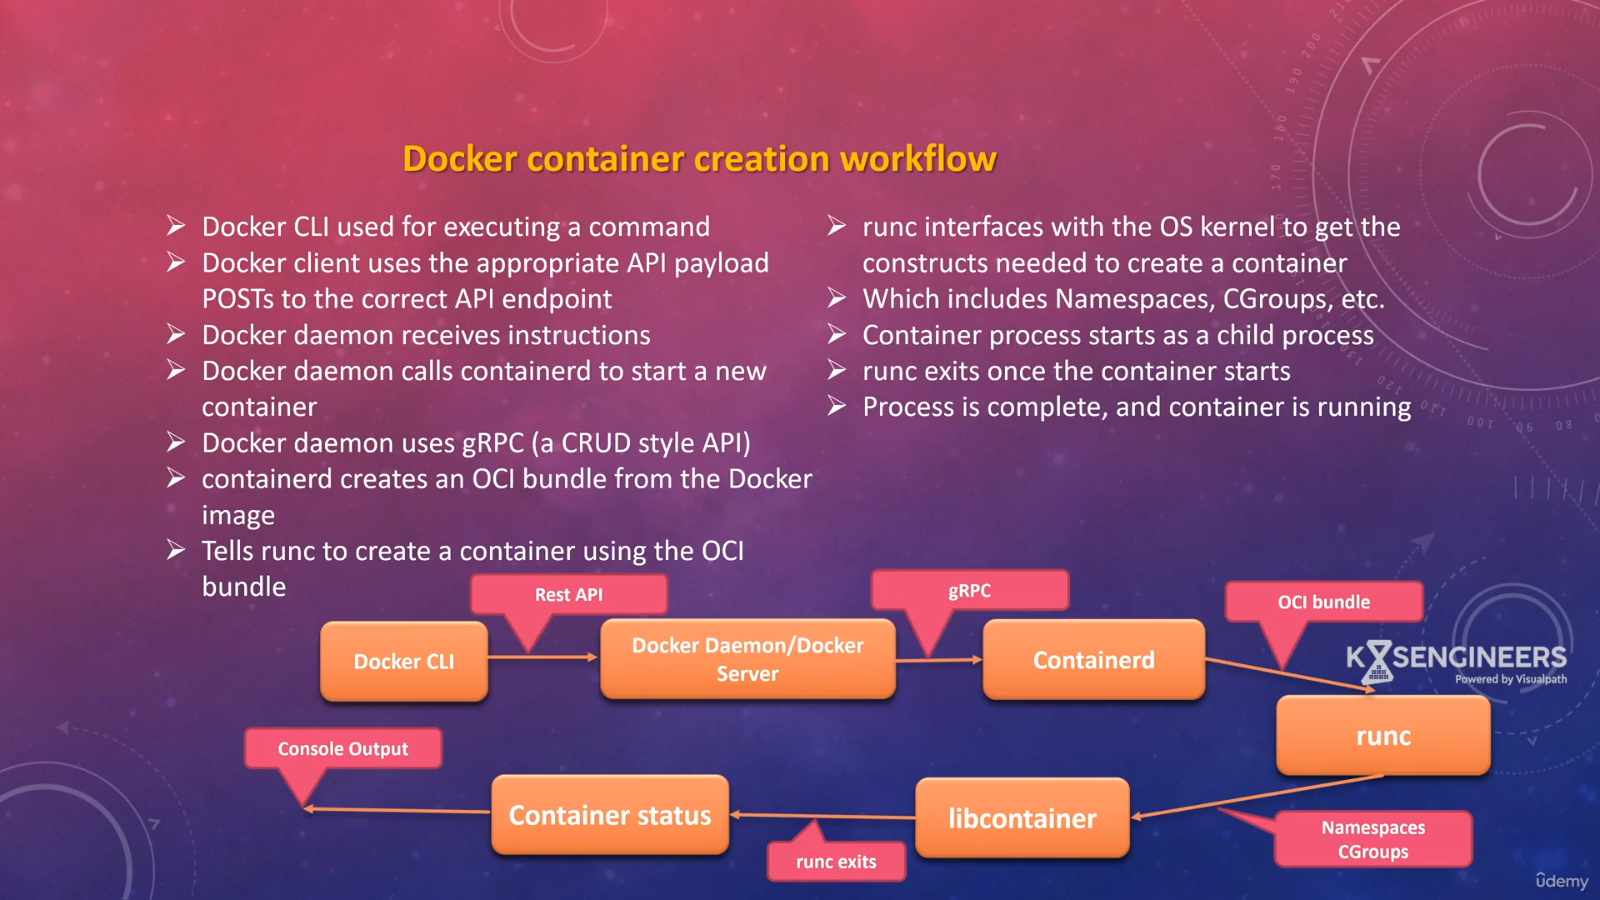 Docker container creation workflow
Docker CLI used for executing a command
Docker client uses the appropriate API payload
POSTs to the correct API endpoint
Docker daemon receives instructions
Docker daemon calls containerd to start a new
container
Docker daemon uses gRPC (a CRUD style API)
containerd creates an OCI bundle from the Docker
image
Tells runc to create a container using the OCI
bundle
runc interfaces with the OS kernel to get the
constructs needed to create a container
Which includes Namespaces, CGroups, etc.
Container process starts as a child process
runc exits once the container starts
Process is complete, and container is running
Rest API
gRPC
OCI bundle
Docker CLI
Docker Daemon/Docker
Server
Containerd
K8SENGINEERS
Powered by Visualpath
runc
Console Output
Container status
libcontainer
Namespaces
CGroups
runc exits
udemy